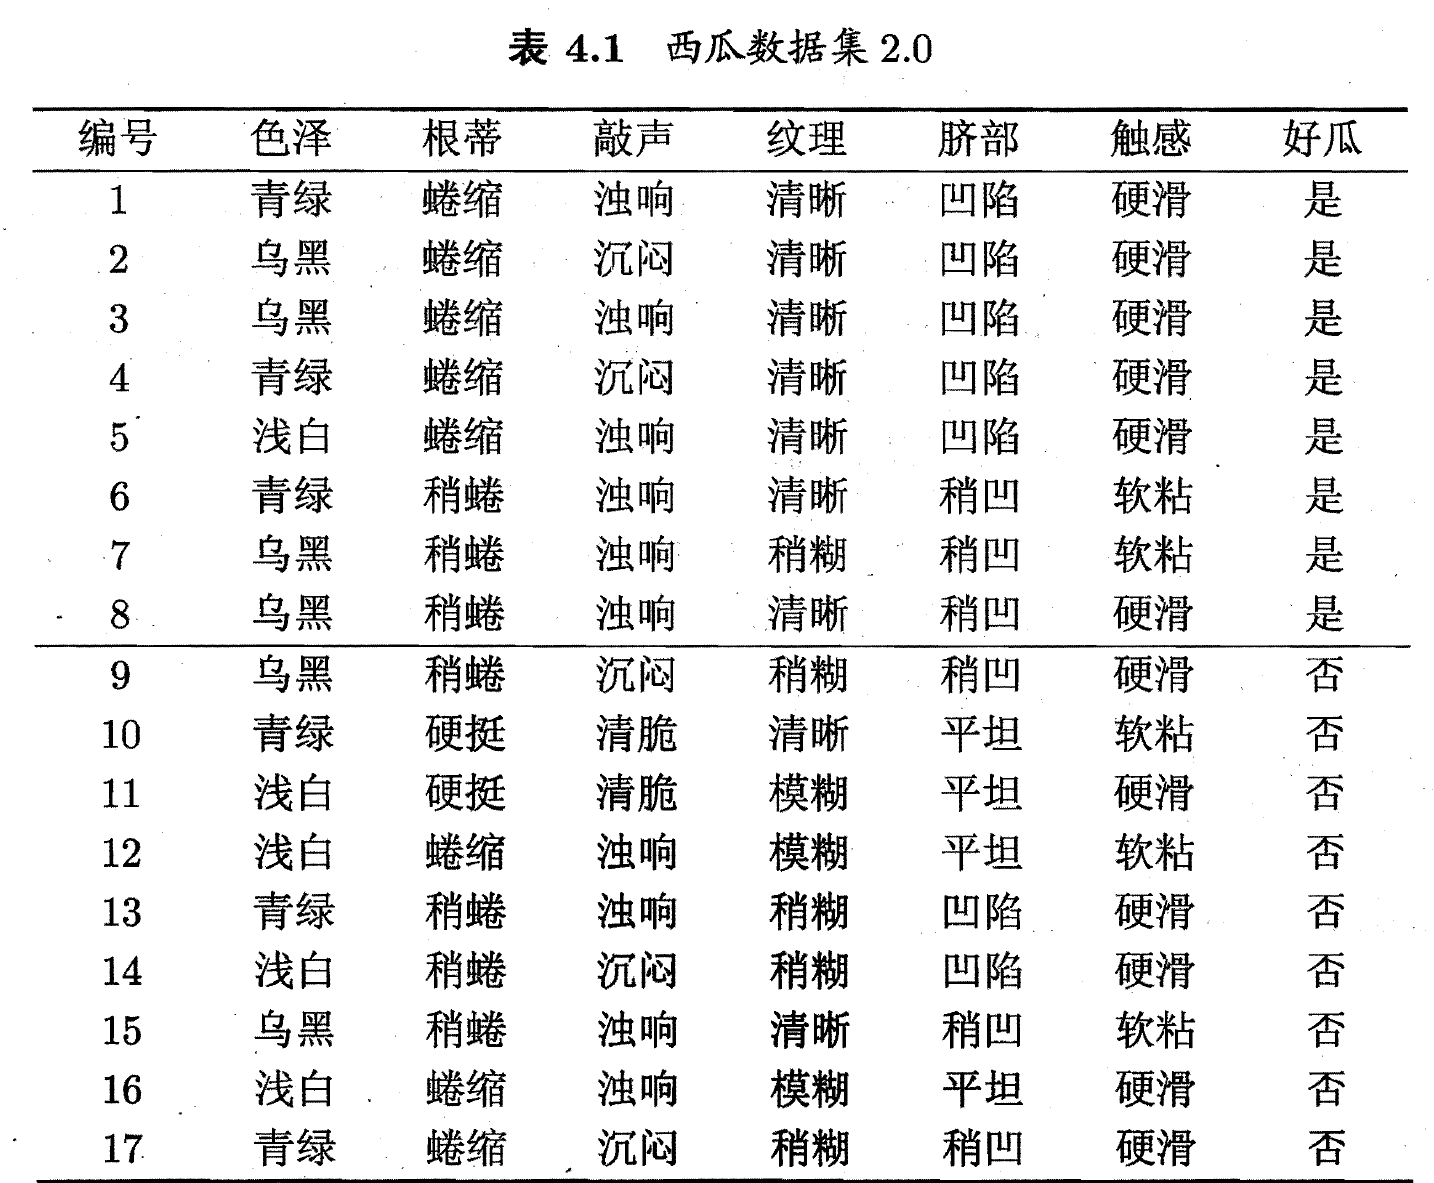 表 4.1 西瓜数据集 2.0
编号 色泽 根蒂 敲声 纹理 脐部 触感 好瓜
1 青绿 蜷缩 浊响 清晰 凹陷 硬滑 是
2 乌黑 蜷缩 沉闷 清晰 凹陷 硬滑 是
3 乌黑 蜷缩 浊响 清晰 凹陷 硬滑 是
4 青绿 蜷缩 沉闷 清晰 凹陷 硬滑 是
5 浅白 蜷缩 浊响 清晰 凹陷 硬滑 是
6 青绿 稍蜷 浊响 清晰 稍凹 软粘 是
7 乌黑 稍蜷 浊响 稍糊 稍凹 软粘 是
8 乌黑 稍蜷 浊响 清晰 稍凹 硬滑 是
9 乌黑 稍蜷 沉闷 稍糊 稍凹 硬滑 否
10 青绿 硬挺 清脆 清晰 平坦 软粘 否
11 浅白 硬挺 清脆 模糊 平坦 硬滑 否
12 浅白 蜷缩 浊响 模糊 平坦 软粘 否
13 青绿 稍蜷 浊响 稍糊 凹陷 硬滑 否
14 浅白 稍蜷 沉闷 稍糊 凹陷 硬滑 否
15 乌黑 稍蜷 浊响 清晰 稍凹 软粘 否
16 浅白 蜷缩 浊响 模糊 平坦 硬滑 否
17 青绿 蜷缩 沉闷 稍糊 稍凹 硬滑 否